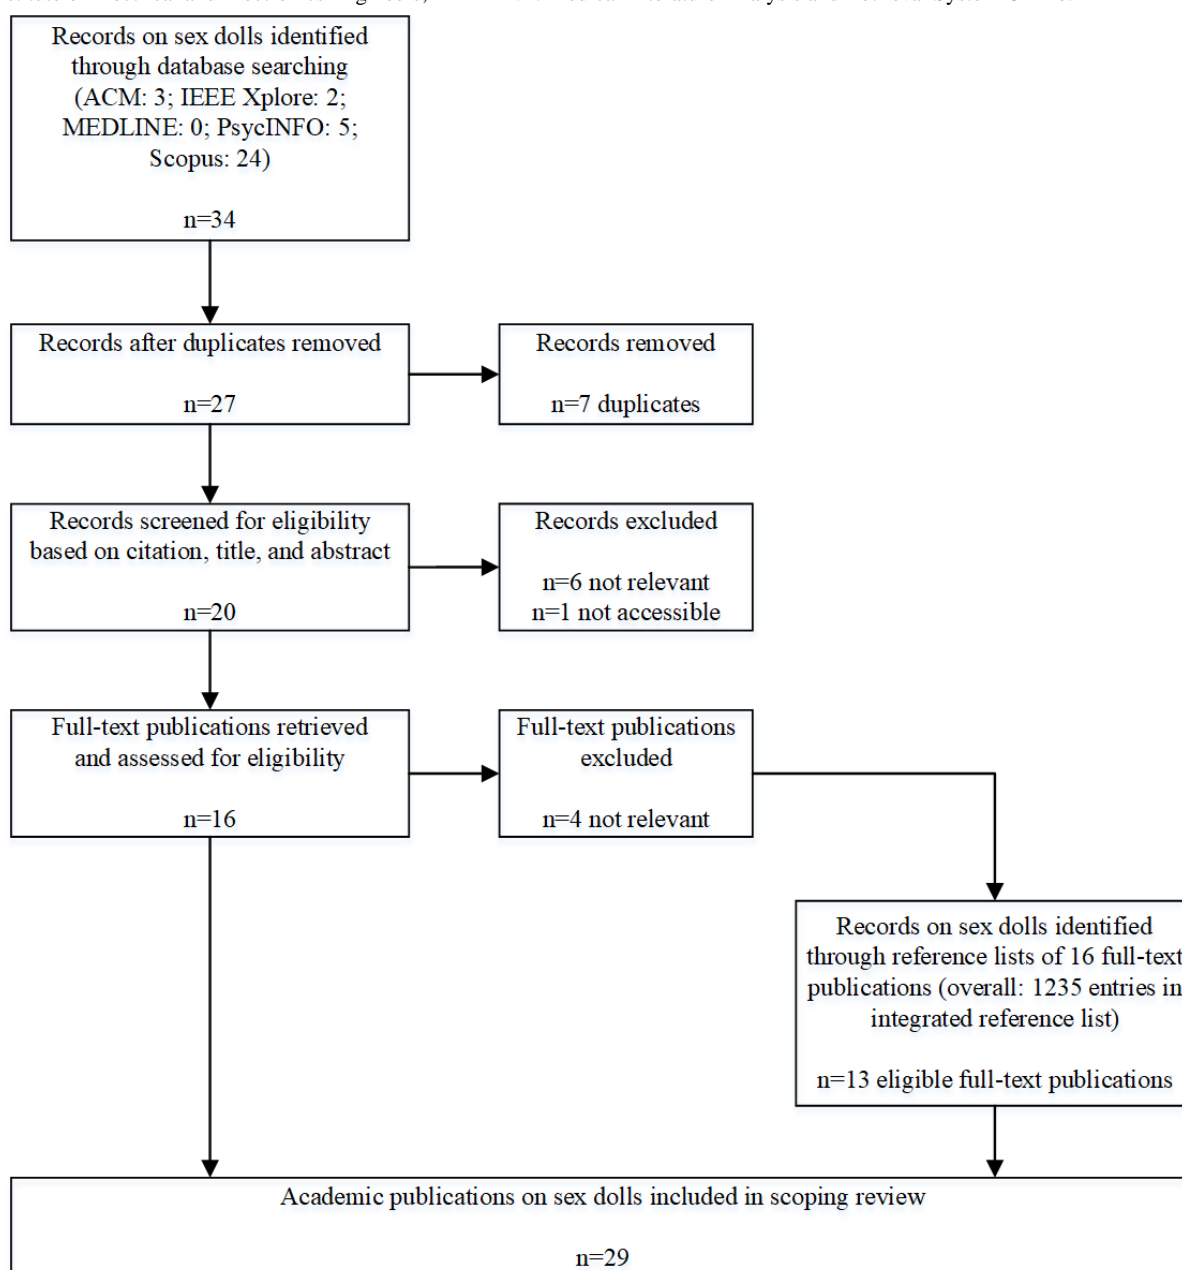 Records on sex dolls identified
through database searching
(ACM: 3; IEEE Xplore: 2;
MEDLINE: 0; PsycINFO: 5;
Scopus: 24)
n=34
Records after duplicates removed
n=27
Records removed
n=7 duplicates
Records screened for eligibility
based on citation, title, and abstract
n=20
Records excluded
n=6 not relevant
n=1 not accessible
Full-text publications retrieved
and assessed for eligibility
n=16
Full-text publications
excluded
n=4 not relevant
Records on sex dolls identified
through reference lists of 16 full-text
publications (overall: 1235 entries in
integrated reference list)
n=13 eligible full-text publications
Academic publications on sex dolls included in scoping review
n=29